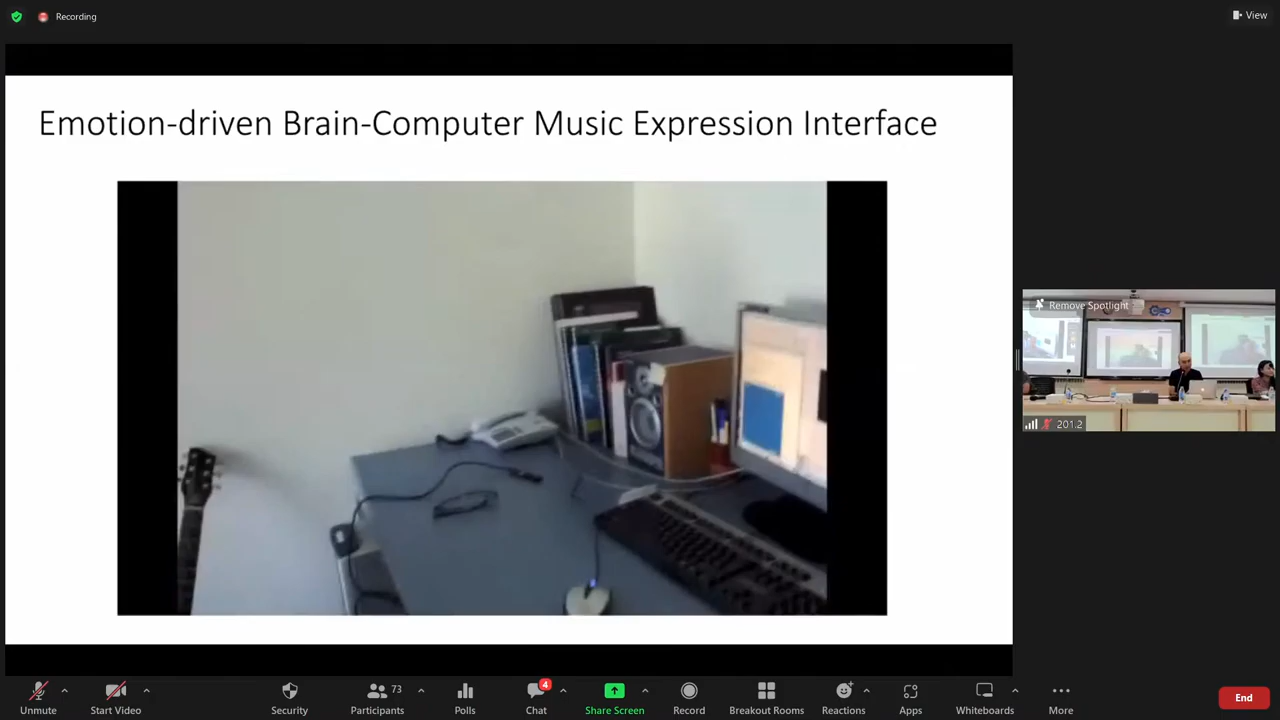 Recording
View
Emotion-driven Brain-Computer Music Expression Interface
Remove Spotlight
201.2
Unmute
Start Video
Security
73
Participants
Polls
4
Chat
Share Screen
Record
Breakout Rooms
Reactions
Apps
Whiteboards
More
End